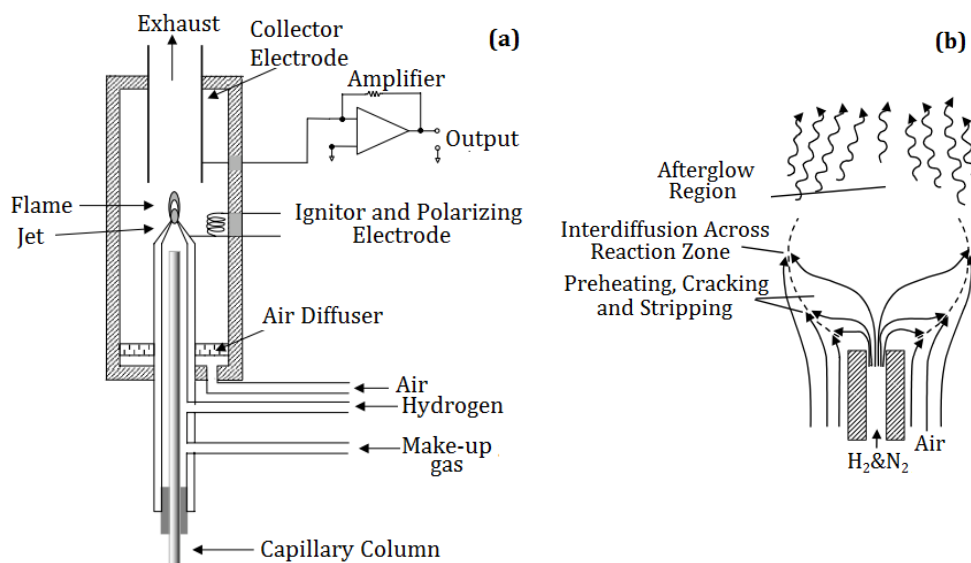 Exhaust
(a)
Collector
Electrode
Amplifier
Output
Flame
Jet
Ignitor and Polarizing
Electrode
Air Diffuser
Air
Hydrogen
Make-up
gas
Capillary Column
(b)
Afterglow
Region
Interdiffusion Across
Reaction Zone
Preheating, Cracking
and Stripping
Air
H₂&N₂